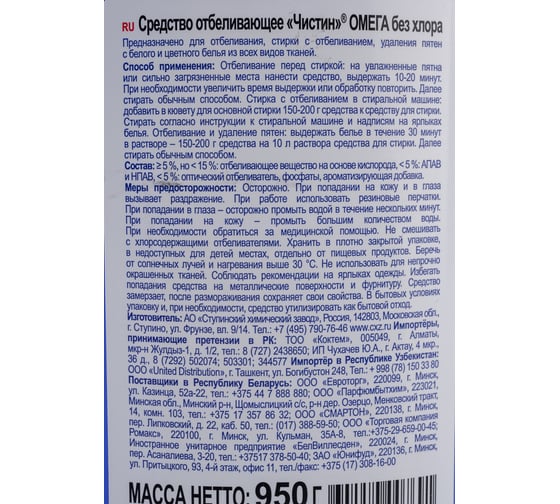 RU Средство отбеливающее «Чистин»® ОМЕГА без хлора
Предназначено для отбеливания, стирки с отбеливанием, удаления пятен
с белого и цветного белья из всех видов тканей.
Способ применения: Отбеливание перед стиркой: на увлажненные пятна
или сильно загрязненные места нанести средство, выдержать 10-20 минут.
При необходимости увеличить время выдержки или обработку повторить. Далее
стирать обычным способом. Стирка с отбеливанием в стиральной машине:
добавить в кювету для основной стирки 150-200 г средства к средству для стирки.
Стирать согласно инструкции к стиральной машине и надписям на ярлыках
белья. Отбеливание и удаление пятен: выдержать белье в течение 30 минут
в растворе – 150-200 г средства на 10 л раствора средства для стирки. Далее
стирать обычным способом.
Состав: ≥ 5 %, но < 15 %: отбеливающее вещество на основе кислорода, < 5 %: АПАВ
и НПАВ, < 5 %: оптический отбеливатель, фосфаты, ароматизирующая добавка.
Меры предосторожности: Осторожно. При попадании на кожу и в глаза
вызывает раздражение. При работе использовать резиновые перчатки.
При попадании в глаза – осторожно промыть водой в течение нескольких минут.
При попадании на кожу – промыть большим количеством воды.
При необходимости обратиться за медицинской помощью. Не смешивать
с хлорсодержащими отбеливателями. Хранить в плотно закрытой упаковке,
в недоступных для детей местах, отдельно от пищевых продуктов. Беречь
от солнечных лучей и нагревания выше 30 °С. Не использовать для непрочно
окрашенных тканей. Соблюдать рекомендации на ярлыках одежды. Избегать
попадания средства на металлические поверхности и фурнитуру. Средство
замерзает, после размораживания сохраняет свои свойства. В бытовых условиях
упаковку и, при необходимости, средство утилизировать как бытовой отход.
Изготовитель: АО «Ступинский химический завод», Россия, 142803, Московская обл.,
г. Ступино, ул. Фрунзе, вл. 9/14. Тел.: +7 (495) 790-76-46 www.cxz.ru Импортёры,
принимающие претензии в РК: ТОО «Коктем», 005049, г. Алматы,
мкр-н Жулдыз-1, д. 1/2, тел.: 8 (727) 2438650; ИП Чухачев Ю.А., г. Актау, 4 мкр.,
36 д., 8 (7292) 502074; 503301; 344577 Импортёр в Республике Узбекистан:
ООО «United Distribution», г. Ташкент, ул. Богибустон 248, Тел.: + 998 (78) 150 33 80
Поставщики в Республику Беларусь: ООО «Евроторг», 220099, г. Минск,
ул. Казинца, 52а-22, тел.: +375 44 7 888 880; ООО «Парфюмбытхим», 223021,
Минская обл., Минский р-н, Щомыслицкий с/с, р-н дер. Озерцо, Менковский тракт,
14, комн. 103, тел.: +375 17 357 86 32; ООО «СМАРТОН», 220138, г. Минск,
пер. Липковский, д. 22, каб. 50, тел.: (017) 388-59-50; ООО «Торговая компания
Ромакс», 220100, г. Минск, ул. Кульман, 35А-8, тел.:+375-29-659-00-45;
Иностранное унитарное предприятие «БелВиллесден», 220024, г. Минск,
пер. Асаналиева, 3-20, тел.: +37517 378-50-40; ЗАО «Юнифуд», 220116, г. Минск,
ул. Притыцкого, 93, 4-й этаж, офис 11, тел./факс: +375 (17) 308-16-00
МАССА НЕТТО: 950 г